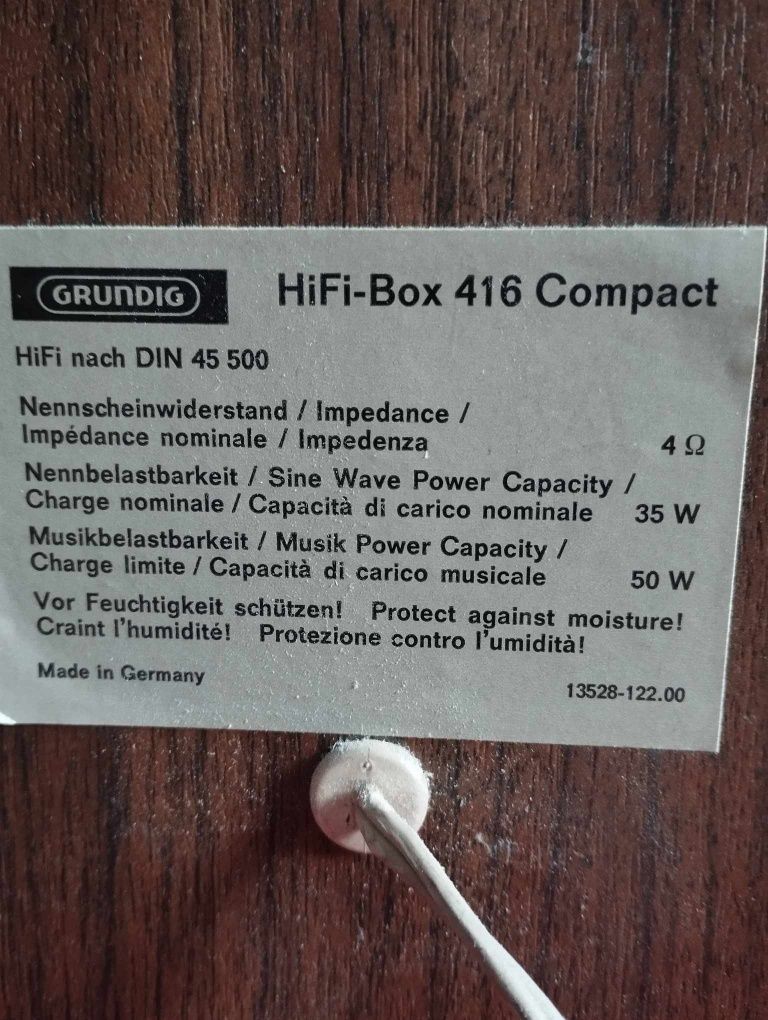 GRUNDIG HiFi-Box 416 Compact
HiFi nach DIN 45 500
Nennscheinwiderstand / Impedance /
Impédance nominale / Impedenza 4 Ω
Nennbelastbarkeit / Sine Wave Power Capacity /
Charge nominale / Capacità di carico nominale 35 W
Musikbelastbarkeit / Musik Power Capacity /
Charge limite / Capacità di carico musicale 50 W
Vor Feuchtigkeit schützen! Protect against moisture!
Craint l'humidité! Protezione contro l'umidità!
Made in Germany 13528-122.00